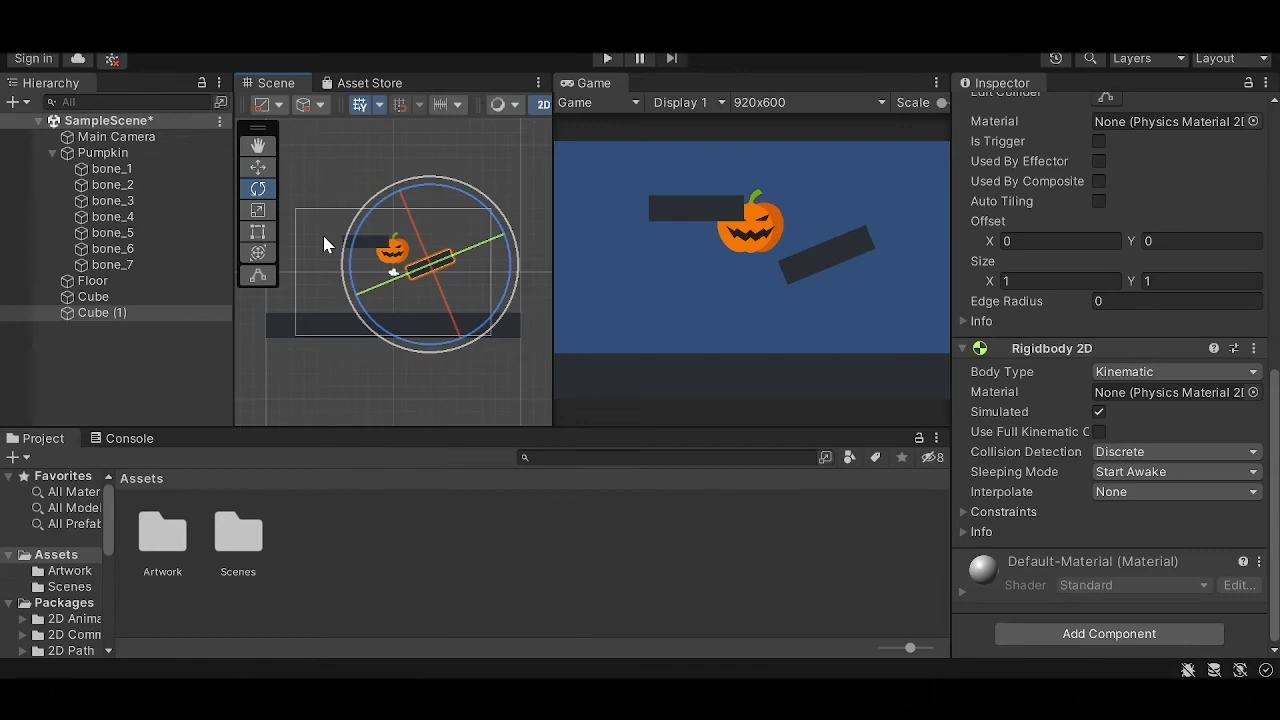 Sign in
Layers
Layout
Hierarchy
Scene
Asset Store
Game
Inspector
All
2D
Game
Display 1
920x600
Scale
SampleScene*
Main Camera
Pumpkin
bone_1
bone_2
bone_3
bone_4
bone_5
bone_6
bone_7
Floor
Cube
Cube (1)
Material
None (Physics Material 2I
Is Trigger
Used By Effector
Used By Composite
Auto Tiling
Offset
X 0 Y 0
Size
X 1 Y 1
Edge Radius 0
Info
Rigidbody 2D
Body Type Kinematic
Material None (Physics Material 2I
Simulated
Use Full Kinematic C
Collision Detection Discrete
Sleeping Mode Start Awake
Interpolate None
Constraints
Info
Default-Material (Material)
Shader Standard Edit...
Add Component
Project
Console
8
Favorites
All Mater
All Model
All Prefab
Assets
Artwork
Scenes
Packages
2D Anima
2D Comm
2D Path
Assets
Artwork
Scenes